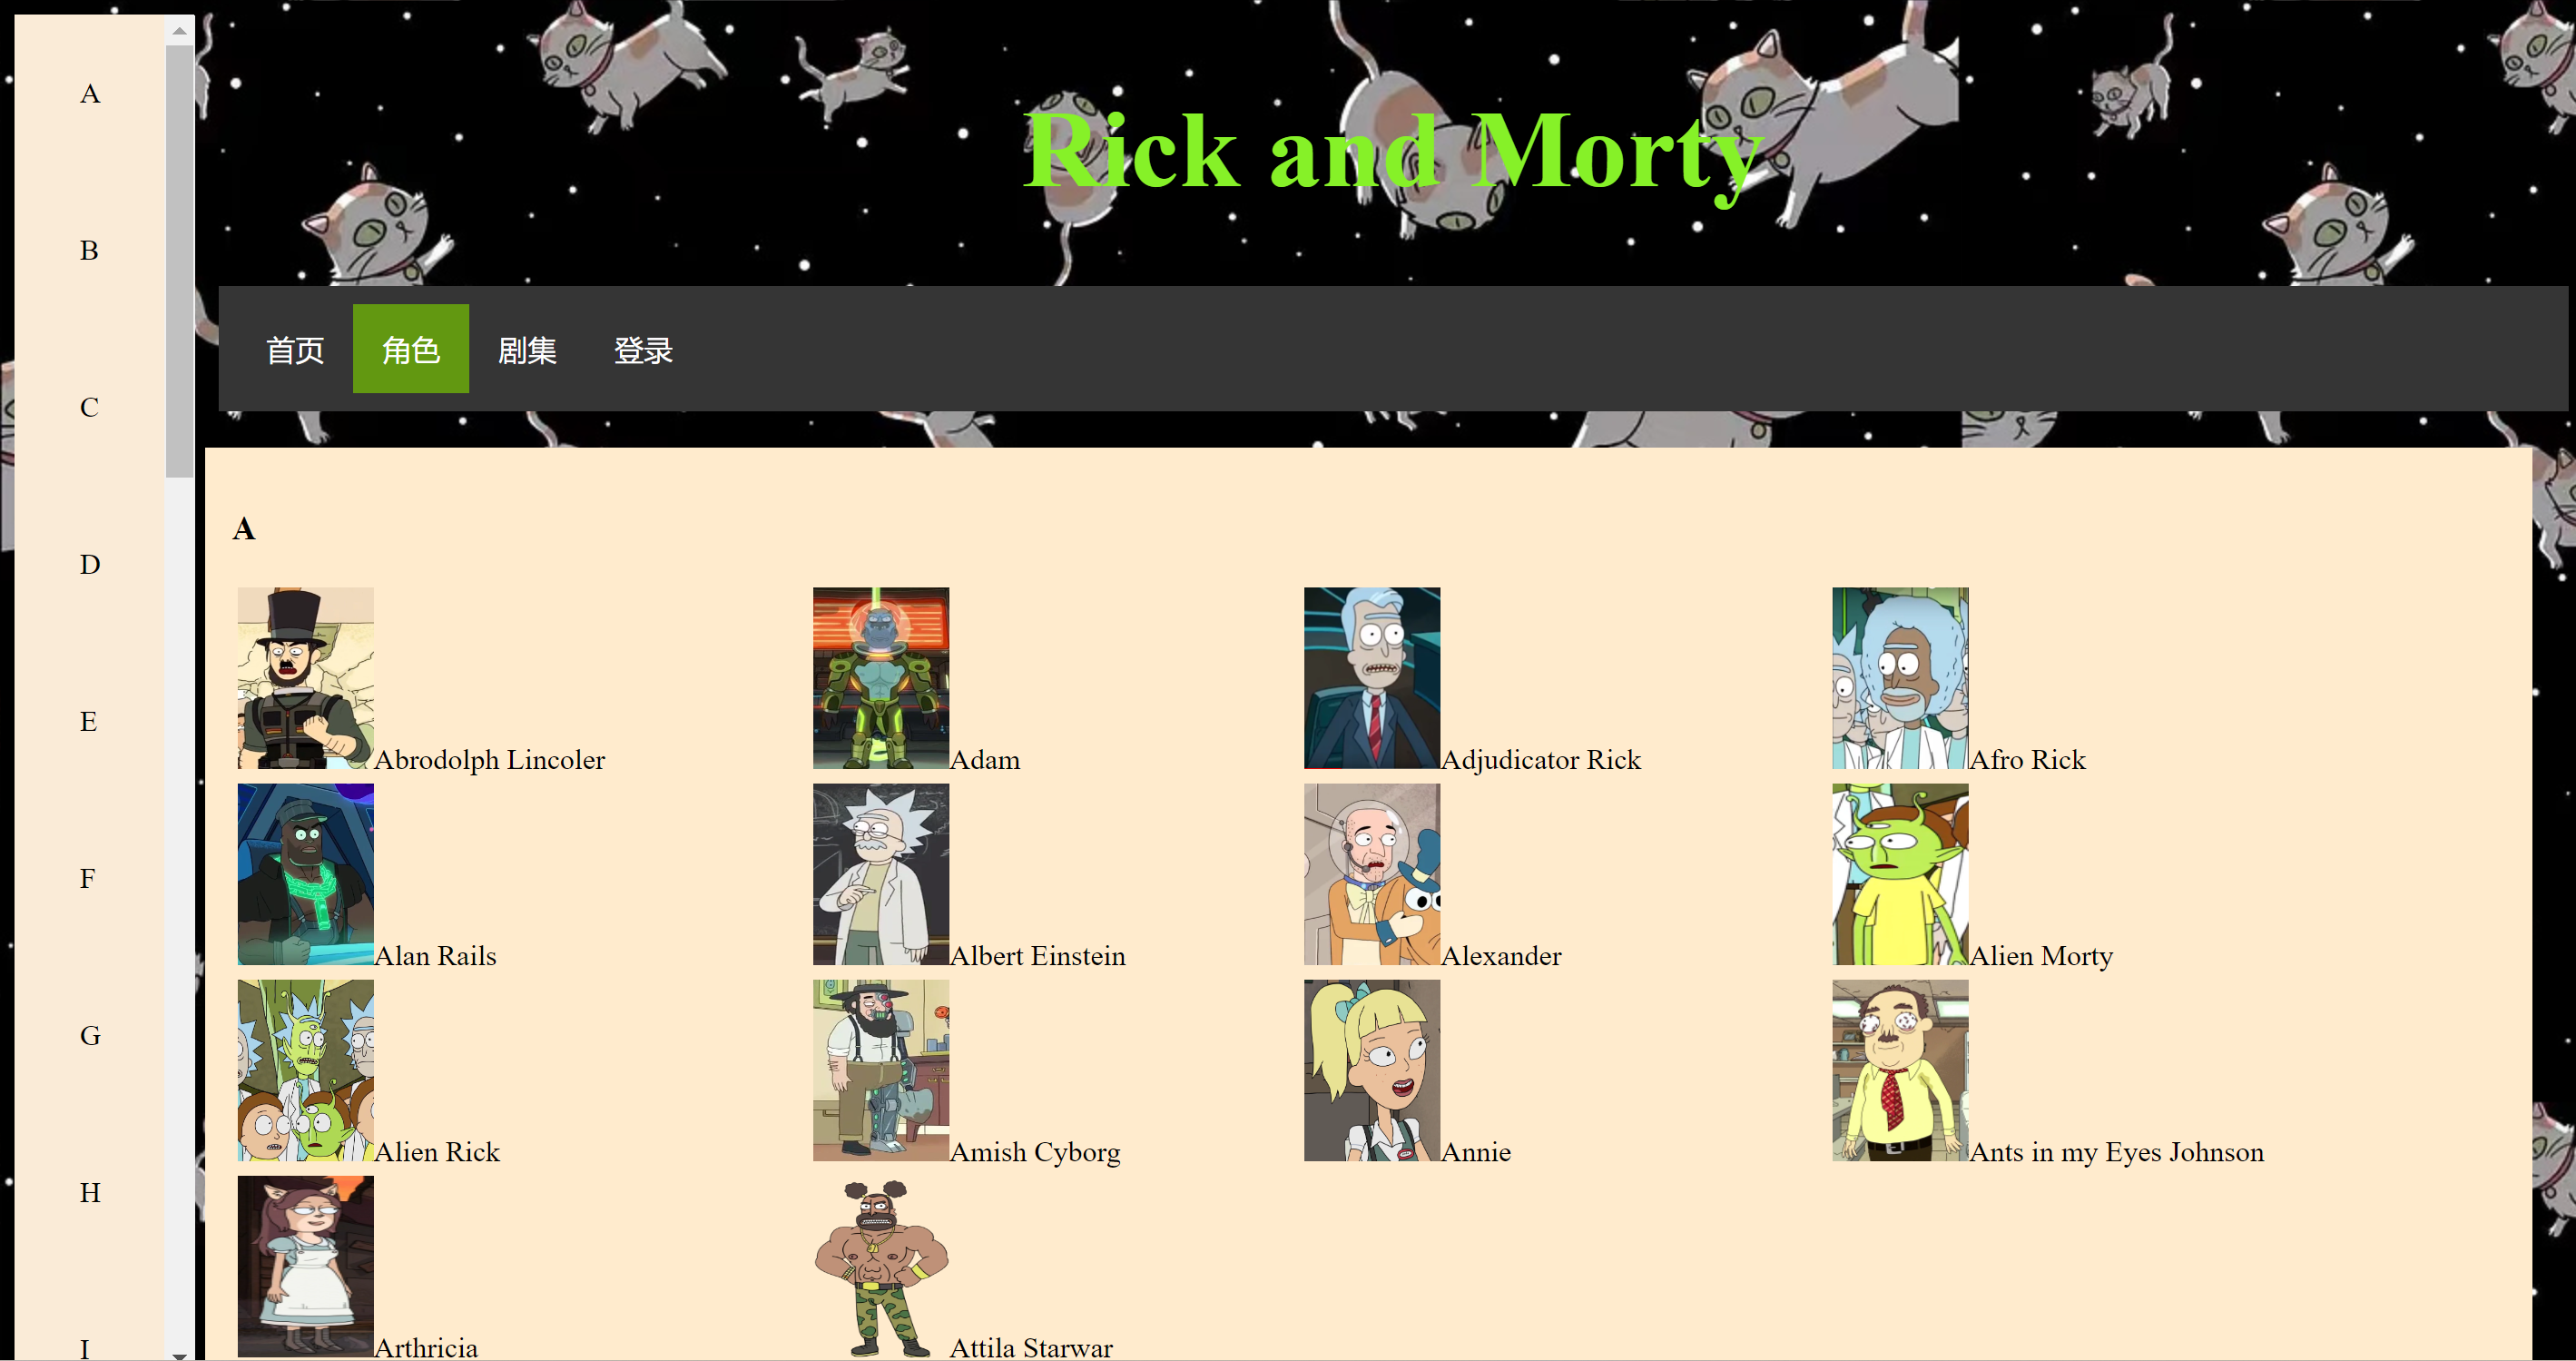 A
B
C
D
E
F
G
H
I
Rick and Morty
首页 角色 剧集 登录
A
Abrodolph Lincoler Adam Adjudicator Rick Afro Rick
Alan Rails Albert Einstein Alexander Alien Morty
Alien Rick Amish Cyborg Annie Ants in my Eyes Johnson
Arthricia Attila Starwar